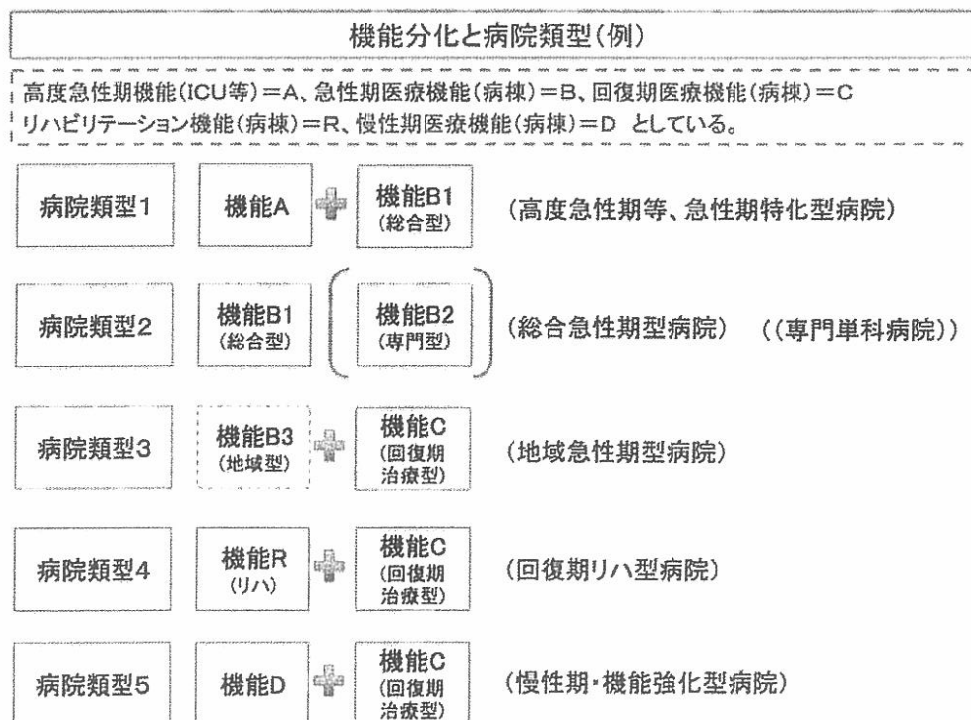 機能分化と病院類型(例)
高度急性期機能(ICU等)=A、急性期医療機能(病棟)=B、回復期医療機能(病棟)=C
リハビリテーション機能(病棟)=R、慢性期医療機能(病棟)=D としている。
病院類型1
機能A
機能B1
(総合型)
(高度急性期等、急性期特化型病院)
病院類型2
機能B1
(総合型)
機能B2
(専門型)
(総合急性期型病院) ((専門単科病院))
病院類型3
機能B3
(地域型)
機能C
(回復期
治療型)
(地域急性期型病院)
病院類型4
機能R
(リハ)
機能C
(回復期
治療型)
(回復期リハ型病院)
病院類型5
機能D
機能C
(回復期
治療型)
(慢性期・機能強化型病院)